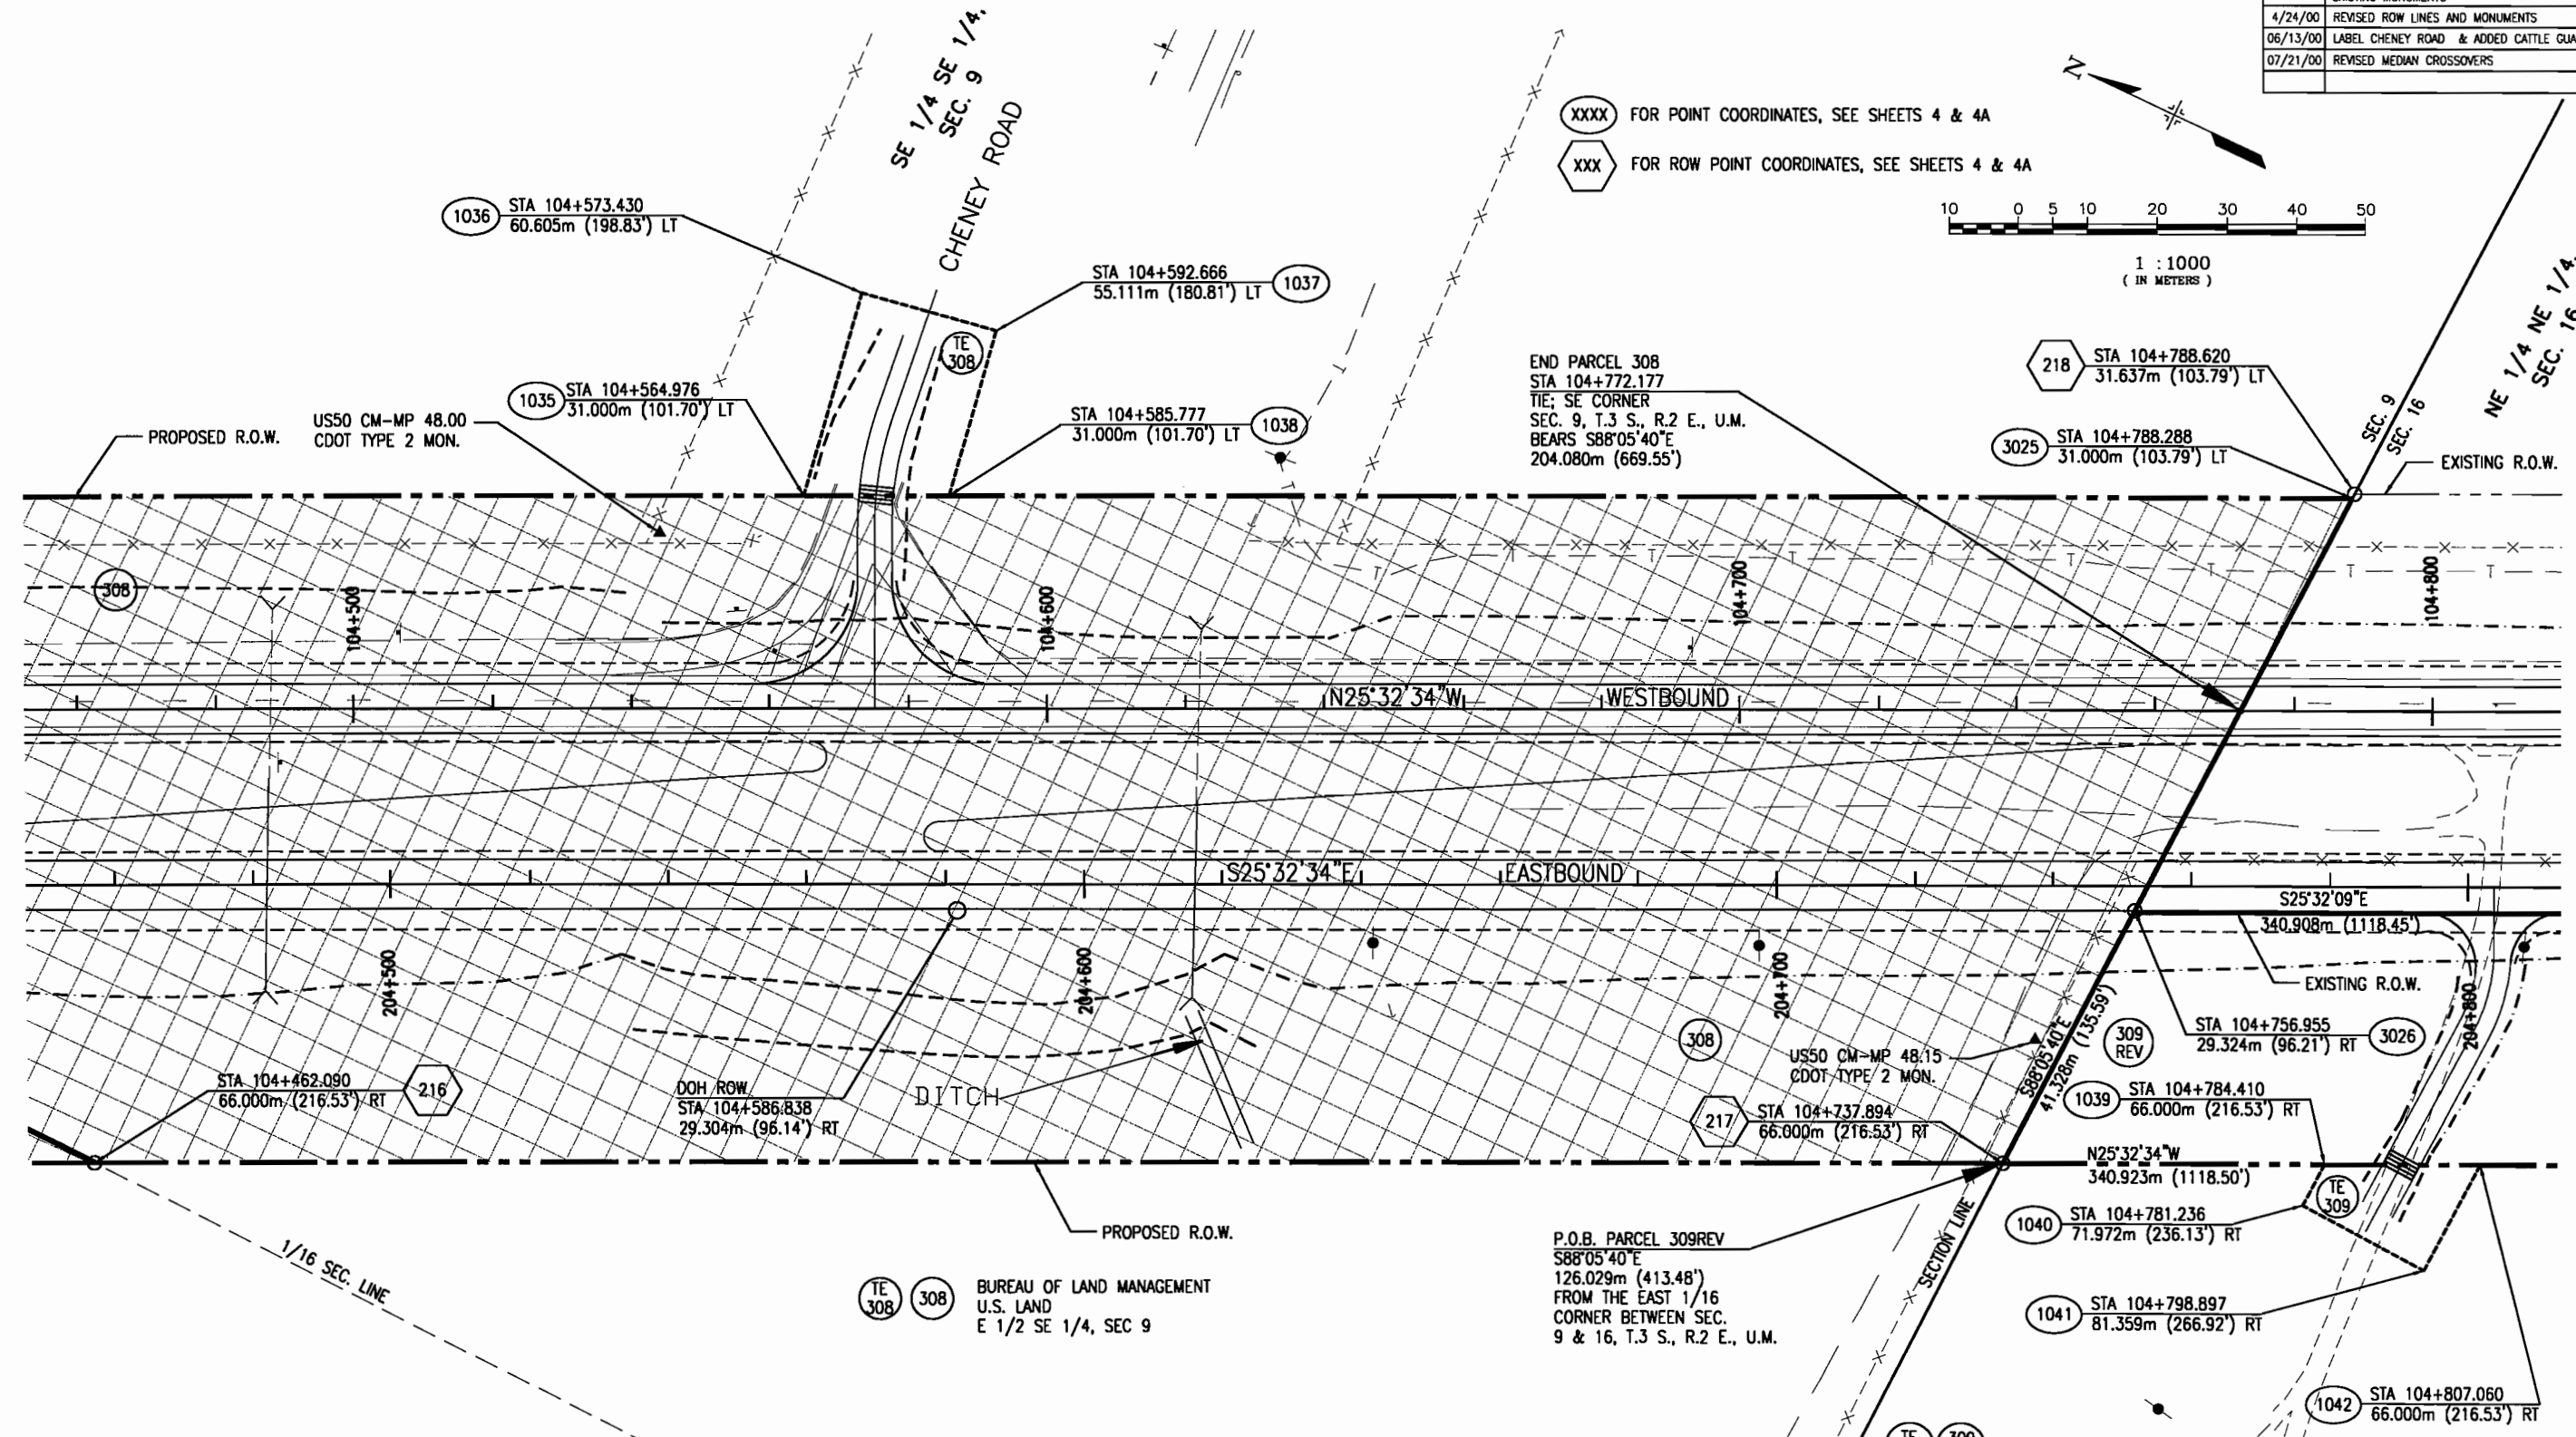 4/24/00 REVISED ROW LINES AND MONUMENTS
06/13/00 LABEL CHENEY ROAD & ADDED CATTLE GUA
07/21/00 REVISED MEDIAN CROSSOVERS
N
XXXX FOR POINT COORDINATES, SEE SHEETS 4 & 4A
XXX FOR ROW POINT COORDINATES, SEE SHEETS 4 & 4A
10 0 5 10 20 30 40 50
1 : 1000
( IN METERS )
SE 1/4 SE 1/4,
SEC. 9
CHENEY ROAD
1036 STA 104+573.430
60.605m (198.83') LT
STA 104+592.666 1037
55.111m (180.81') LT
TE
308
1035 STA 104+564.976
31.000m (101.70') LT
STA 104+585.777 1038
31.000m (101.70') LT
US50 CM-MP 48.00
CDOT TYPE 2 MON.
PROPOSED R.O.W.
END PARCEL 308
STA 104+772.177
TIE; SE CORNER
SEC. 9, T.3 S., R.2 E., U.M.
BEARS S88°05'40"E
204.080m (669.55')
218 STA 104+788.620
31.637m (103.79') LT
3025 STA 104+788.288
31.000m (103.79') LT
SEC. 9
SEC. 16
NE 1/4 NE 1/4,
SEC. 16
EXISTING R.O.W.
308
104+500
104+600
104+700
104+800
N25°32'34"W
WESTBOUND
S25°32'34"E
EASTBOUND
S25°32'09"E
340.908m (1118.45')
EXISTING R.O.W.
204+500
204+600
204+700
204+800
STA 104+462.090 216
66.000m (216.53') RT
DOH ROW
STA 104+586.838
29.304m (96.14') RT
DITCH
308
US50 CM-MP 48.15
CDOT TYPE 2 MON.
217 STA 104+737.894
66.000m (216.53') RT
S88°05'40"E
41.328m (135.59')
309
REV
STA 104+756.955 3026
29.324m (96.21') RT
1039 STA 104+784.410
66.000m (216.53') RT
N25°32'34"W
340.923m (1118.50')
TE
309
1040 STA 104+781.236
71.972m (236.13') RT
1041 STA 104+798.897
81.359m (266.92') RT
1042 STA 104+807.060
66.000m (216.53') RT
SECTION LINE
PROPOSED R.O.W.
P.O.B. PARCEL 309REV
S88°05'40"E
126.029m (413.48')
FROM THE EAST 1/16
CORNER BETWEEN SEC.
9 & 16, T.3 S., R.2 E., U.M.
1/16 SEC. LINE
TE
308
308
BUREAU OF LAND MANAGEMENT
U.S. LAND
E 1/2 SE 1/4, SEC 9